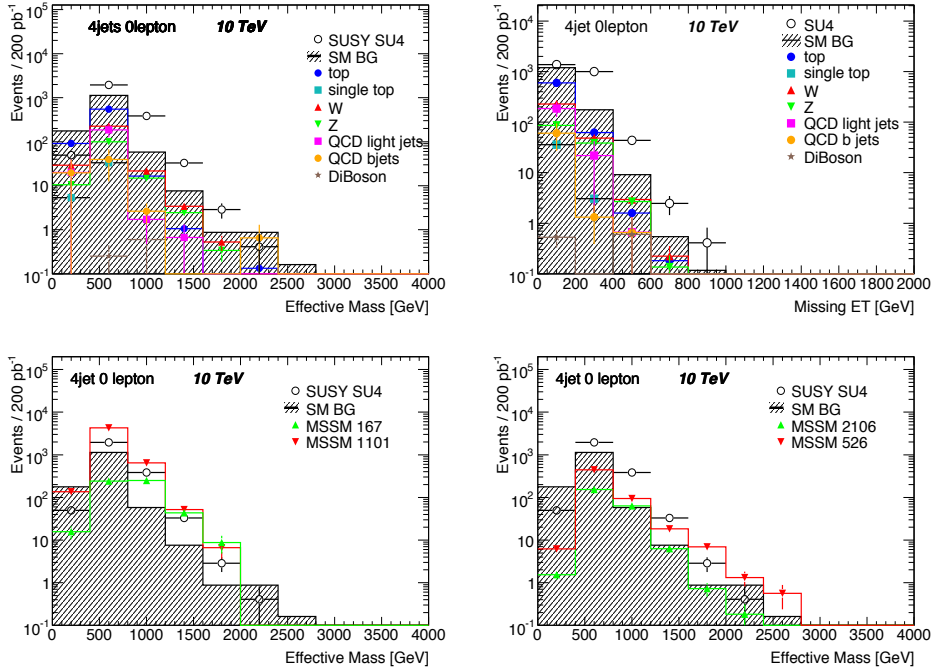 4jets 0lepton 10 TeV
Events / 200 pb⁻¹
10⁵
10⁴
10³
10²
10
1
10⁻¹
SUSY SU4
SM BG
top
single top
W
Z
QCD light jets
QCD bjets
DiBoson
0 500 1000 1500 2000 2500 3000 3500 4000
Effective Mass [GeV]
4jet 0lepton 10 TeV
Events / 200 pb⁻¹
10⁵
10⁴
10³
10²
10
1
10⁻¹
SU4
SM BG
top
single top
W
Z
QCD light jets
QCD b jets
DiBoson
0 200 400 600 800 1000 1200 1400 1600 1800 2000
Missing ET [GeV]
4jet 0 lepton 10 TeV
Events / 200 pb⁻¹
10⁵
10⁴
10³
10²
10
1
10⁻¹
SUSY SU4
SM BG
MSSM 167
MSSM 1101
0 500 1000 1500 2000 2500 3000 3500 4000
Effective Mass [GeV]
4jet 0 lepton 10 TeV
Events / 200 pb⁻¹
10⁵
10⁴
10³
10²
10
1
10⁻¹
SUSY SU4
SM BG
MSSM 2106
MSSM 526
0 500 1000 1500 2000 2500 3000 3500 4000
Effective Mass [GeV]